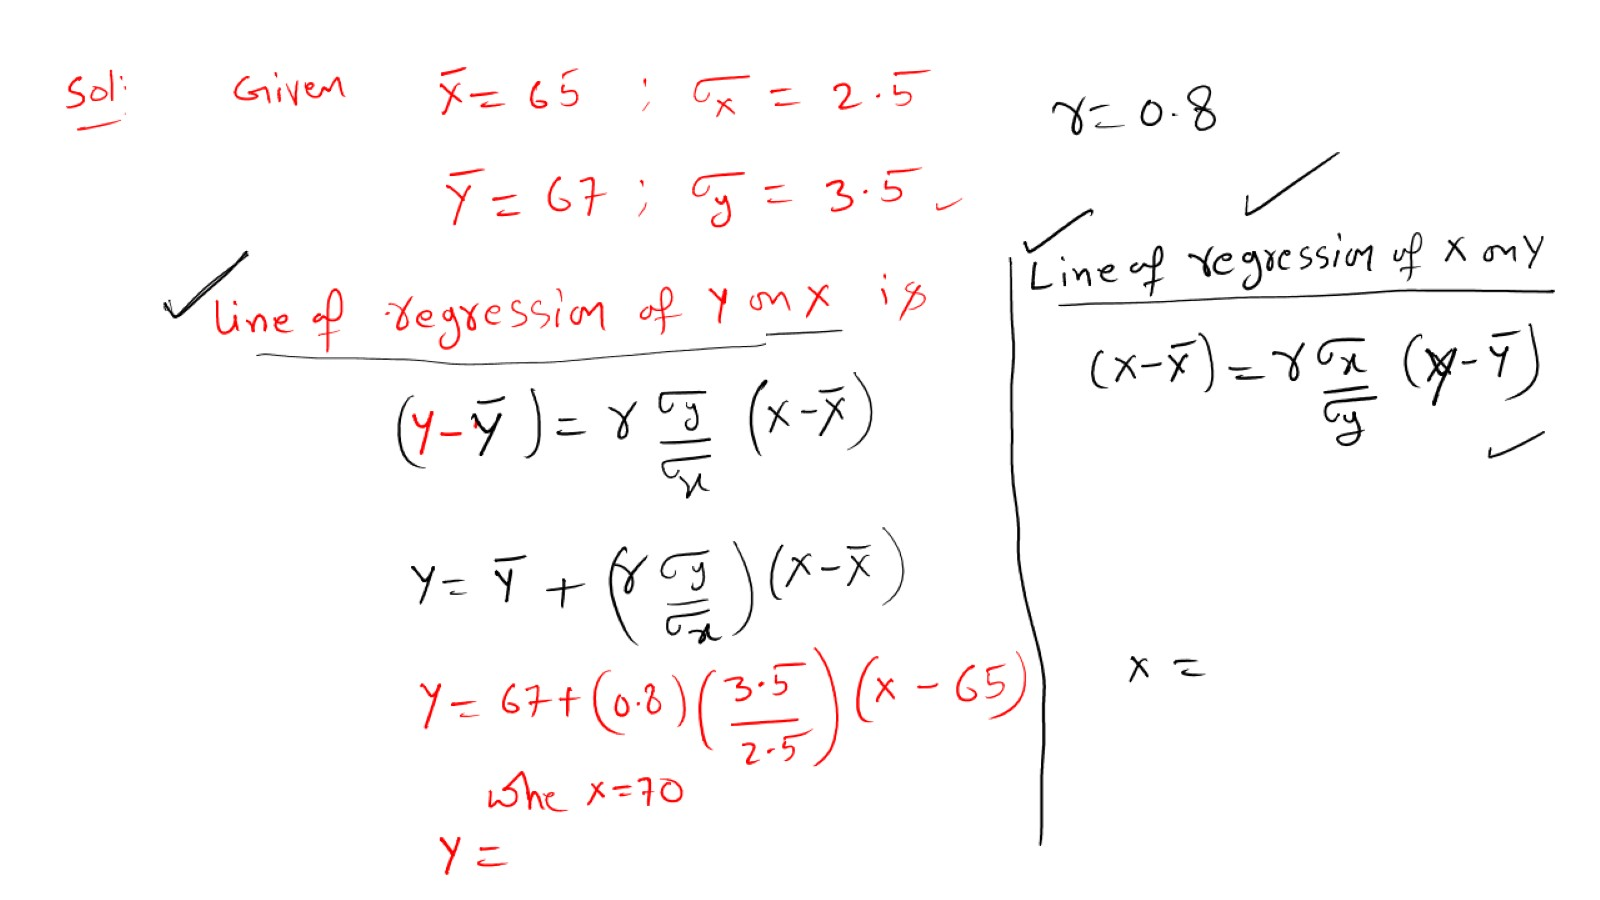 Sol: Given X̄ = 65 ; σx = 2.5
r = 0.8
Ȳ = 67 ; σy = 3.5
Line of regression of Y on X is
(Y-Ȳ) = r σy/σx (X-X̄)
Y = Ȳ + (r σy/σx) (X-X̄)
Y = 67+(0.8)(3.5/2.5)(X-65)
Whe X=70
Y =
Line of regression of X on Y
(X-X̄) = r σx/σy (Y-Ȳ)
X =